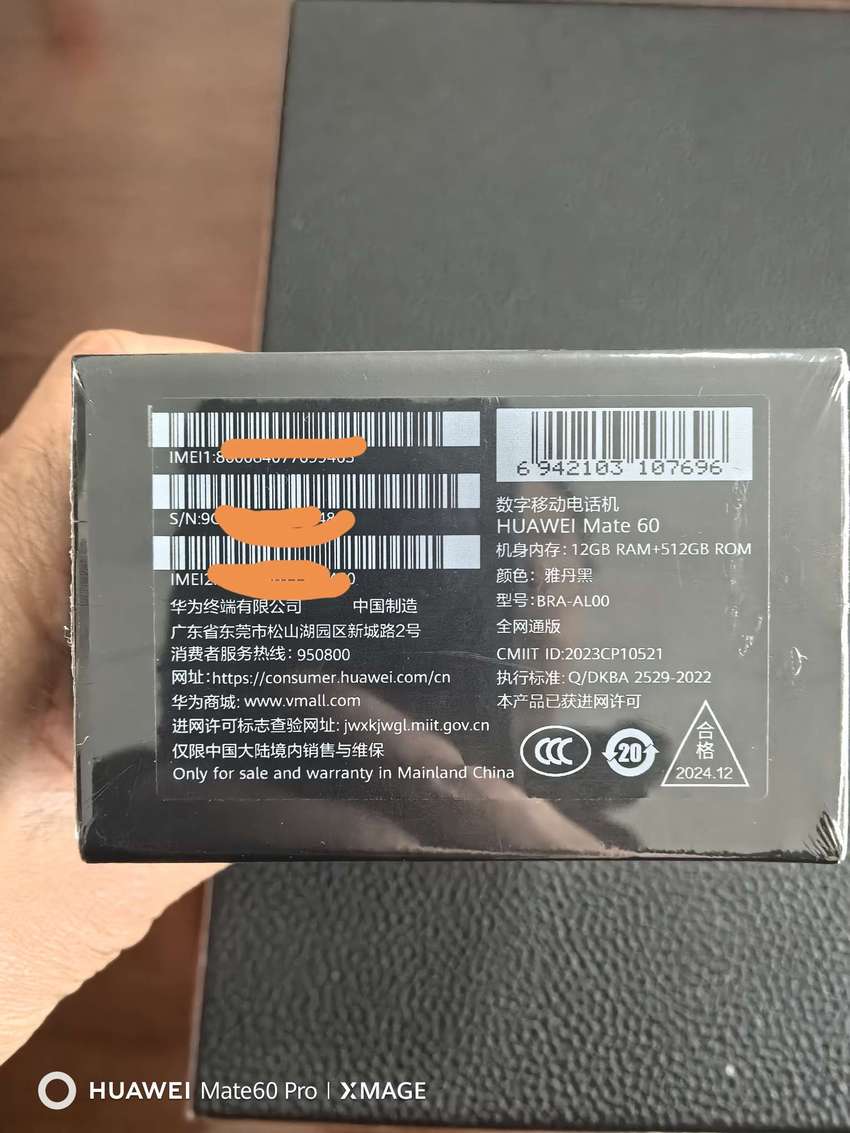 IMEI1:
S/N:9
IMEI2
华为终端有限公司 中国制造
广东省东莞市松山湖园区新城路2号
消费者服务热线: 950800
网址:https://consumer.huawei.com/cn
华为商城: www.vmall.com
进网许可标志查验网址: jwxkjwgl.miit.gov.cn
仅限中国大陆境内销售与维保
Only for sale and warranty in Mainland China
6 942103 107696
数字移动电话机
HUAWEI Mate 60
机身内存: 12GB RAM+512GB ROM
颜色: 雅丹黑
型号:BRA-AL00
全网通版
CMIIT ID:2023CP10521
执行标准: Q/DKBA 2529-2022
本产品已获进网许可
CCC
20
合格
2024.12
HUAWEI Mate60 Pro | XMAGE